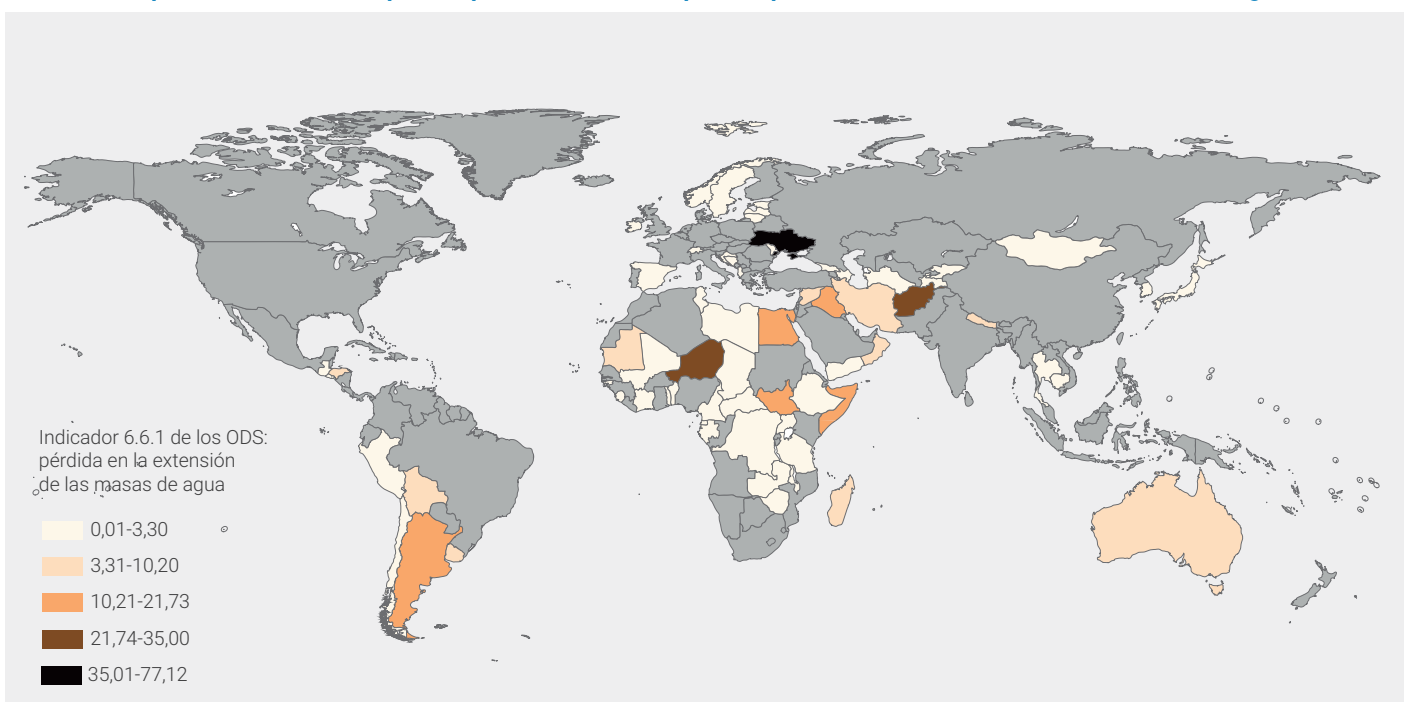 Indicador 6.6.1 de los ODS:
pérdida en la extensión
de las masas de agua
0,01-3,30
3,31-10,20
10,21-21,73
21,74-35,00
35,01-77,12